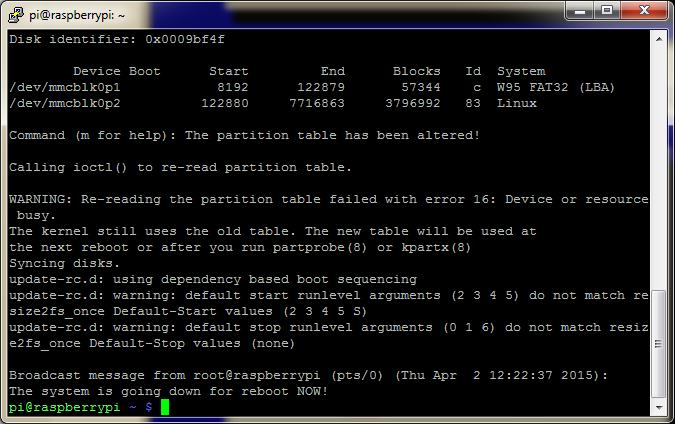 pi@raspberrypi: ~
Disk identifier: 0x0009bf4f
Device Boot Start End Blocks Id System
/dev/mmcblk0p1 8192 122879 57344 c W95 FAT32 (LBA)
/dev/mmcblk0p2 122880 7716863 3796992 83 Linux
Command (m for help): The partition table has been altered!
Calling ioctl() to re-read partition table.
WARNING: Re-reading the partition table failed with error 16: Device or resource
busy.
The kernel still uses the old table. The new table will be used at
the next reboot or after you run partprobe(8) or kpartx(8)
Syncing disks.
update-rc.d: using dependency based boot sequencing
update-rc.d: warning: default start runlevel arguments (2 3 4 5) do not match re
size2fs_once Default-Start values (2 3 4 5 S)
update-rc.d: warning: default stop runlevel arguments (0 1 6) do not match resiz
e2fs_once Default-Stop values (none)
Broadcast message from root@raspberrypi (pts/0) (Thu Apr  2 12:22:37 2015):
The system is going down for reboot NOW!
pi@raspberrypi ~ $